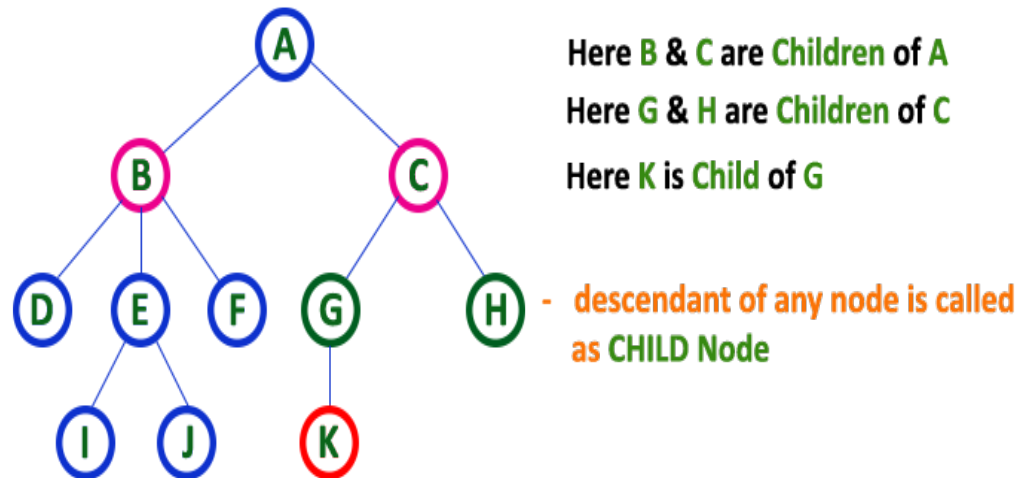 A
Here B & C are Children of A
Here G & H are Children of C
B
C
Here K is Child of G
D
E
F
G
H
- descendant of any node is called
as CHILD Node
I
J
K